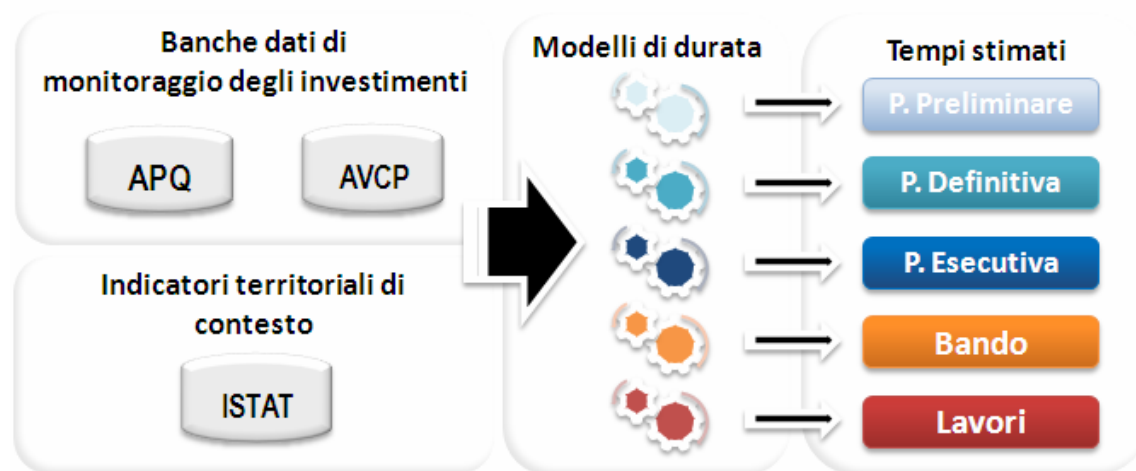 Banche dati di
monitoraggio degli investimenti
APQ
AVCP
Indicatori territoriali di
contesto
ISTAT
Modelli di durata
Tempi stimati
P. Preliminare
P. Definitiva
P. Esecutiva
Bando
Lavori